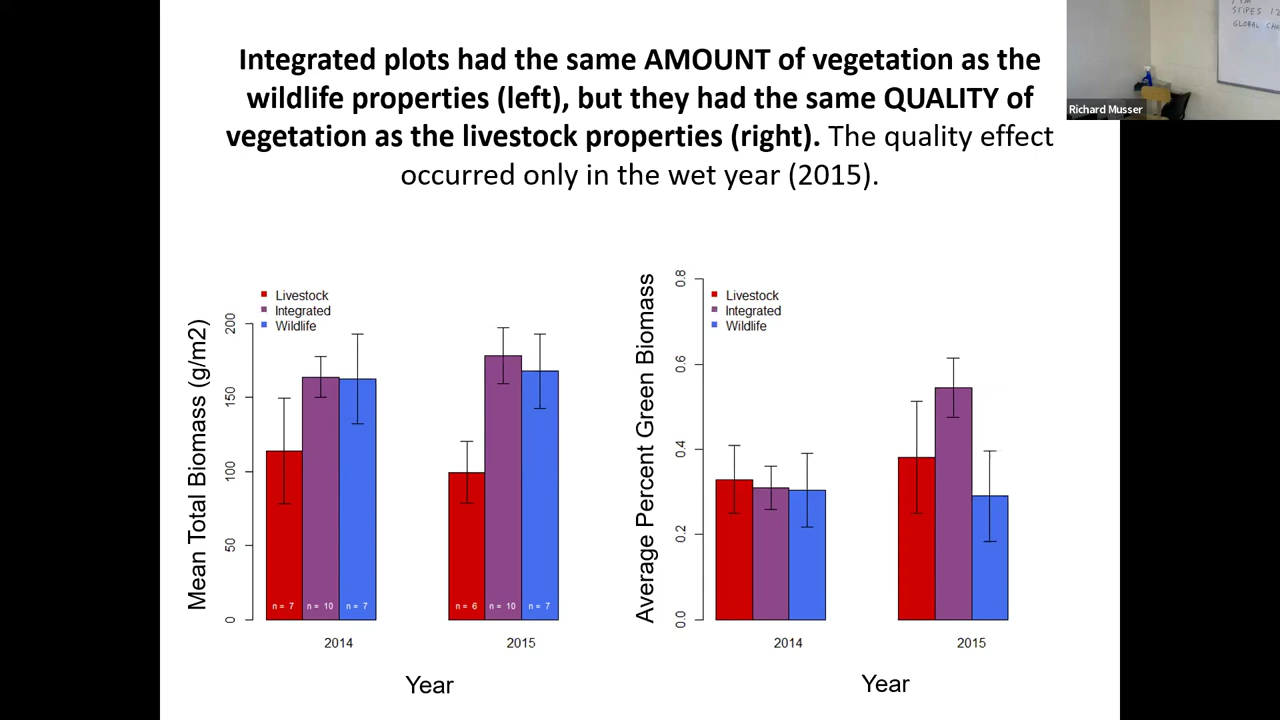 Integrated plots had the same AMOUNT of vegetation as the
wildlife properties (left), but they had the same QUALITY of
vegetation as the livestock properties (right). The quality effect
occurred only in the wet year (2015).
STIPES
GLOBAL
Richard Musser
Livestock
Integrated
Wildlife
Mean Total Biomass (g/m2)
200
150
100
50
0
n = 7
n = 10
n = 7
n = 6
n = 10
n = 7
2014
2015
Year
Livestock
Integrated
Wildlife
Average Percent Green Biomass
0.8
0.6
0.4
0.2
0.0
2014
2015
Year